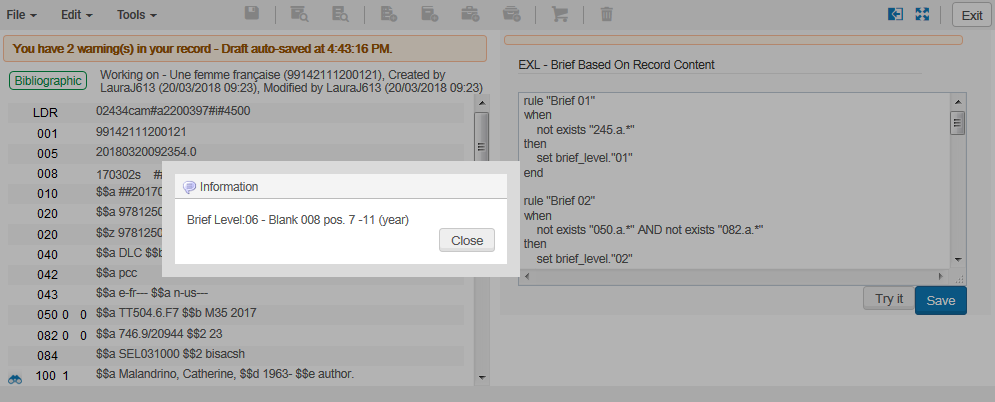 File Edit Tools Exit
You have 2 warning(s) in your record - Draft auto-saved at 4:43:16 PM.
Bibliographic
Working on - Une femme française (99142111200121), Created by
LauraJ613 (20/03/2018 09:23), Modified by LauraJ613 (20/03/2018 09:23)
LDR 02434cam#a2200397#i#4500
001 99142111200121
005 20180320092354.0
008 170302s
010 $$a ##20170
020 $$a 9781250
020 $$z 9781250
040 $$a DLC $$b
042 $$a pcc
043 $$a e-fr--- $$a n-us---
050 0 0 $$a TT504.6.F7 $$b M35 2017
082 0 0 $$a 746.9/20944 $$2 23
084 $$a SEL031000 $$2 bisacsh
100 1 $$a Malandrino, Catherine, $$d 1963- $$e author.
Information
Brief Level:06 - Blank 008 pos. 7 -11 (year)
Close
EXL - Brief Based On Record Content
rule "Brief 01"
when
not exists "245.a.*"
then
set brief_level."01"
end
rule "Brief 02"
when
not exists "050.a.*" AND not exists "082.a.*"
then
set brief_level."02"
Try it
Save